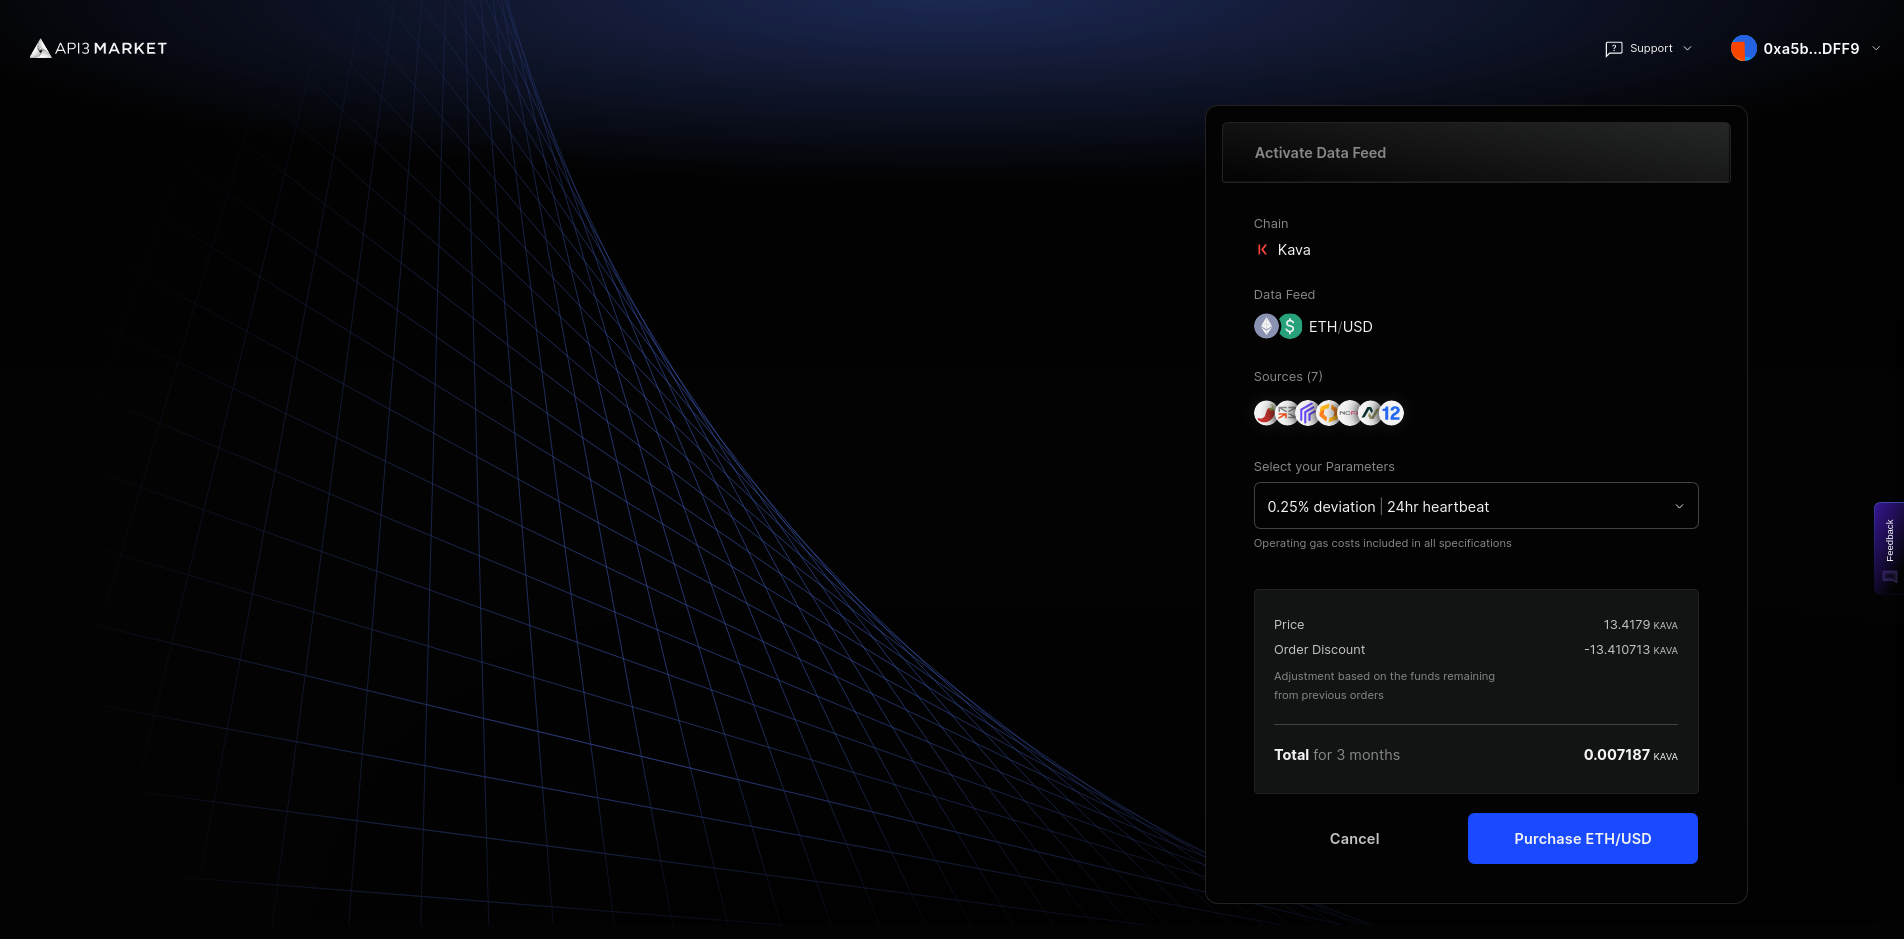 API3 MARKET
Support
0xa5b...DFF9
Activate Data Feed
Chain
Kava
Data Feed
ETH/USD
Sources (7)
12
Select your Parameters
0.25% deviation | 24hr heartbeat
Operating gas costs included in all specifications
Price 13.4179 KAVA
Order Discount -13.410713 KAVA
Adjustment based on the funds remaining
from previous orders
Total for 3 months 0.007187 KAVA
Cancel
Purchase ETH/USD
Feedback